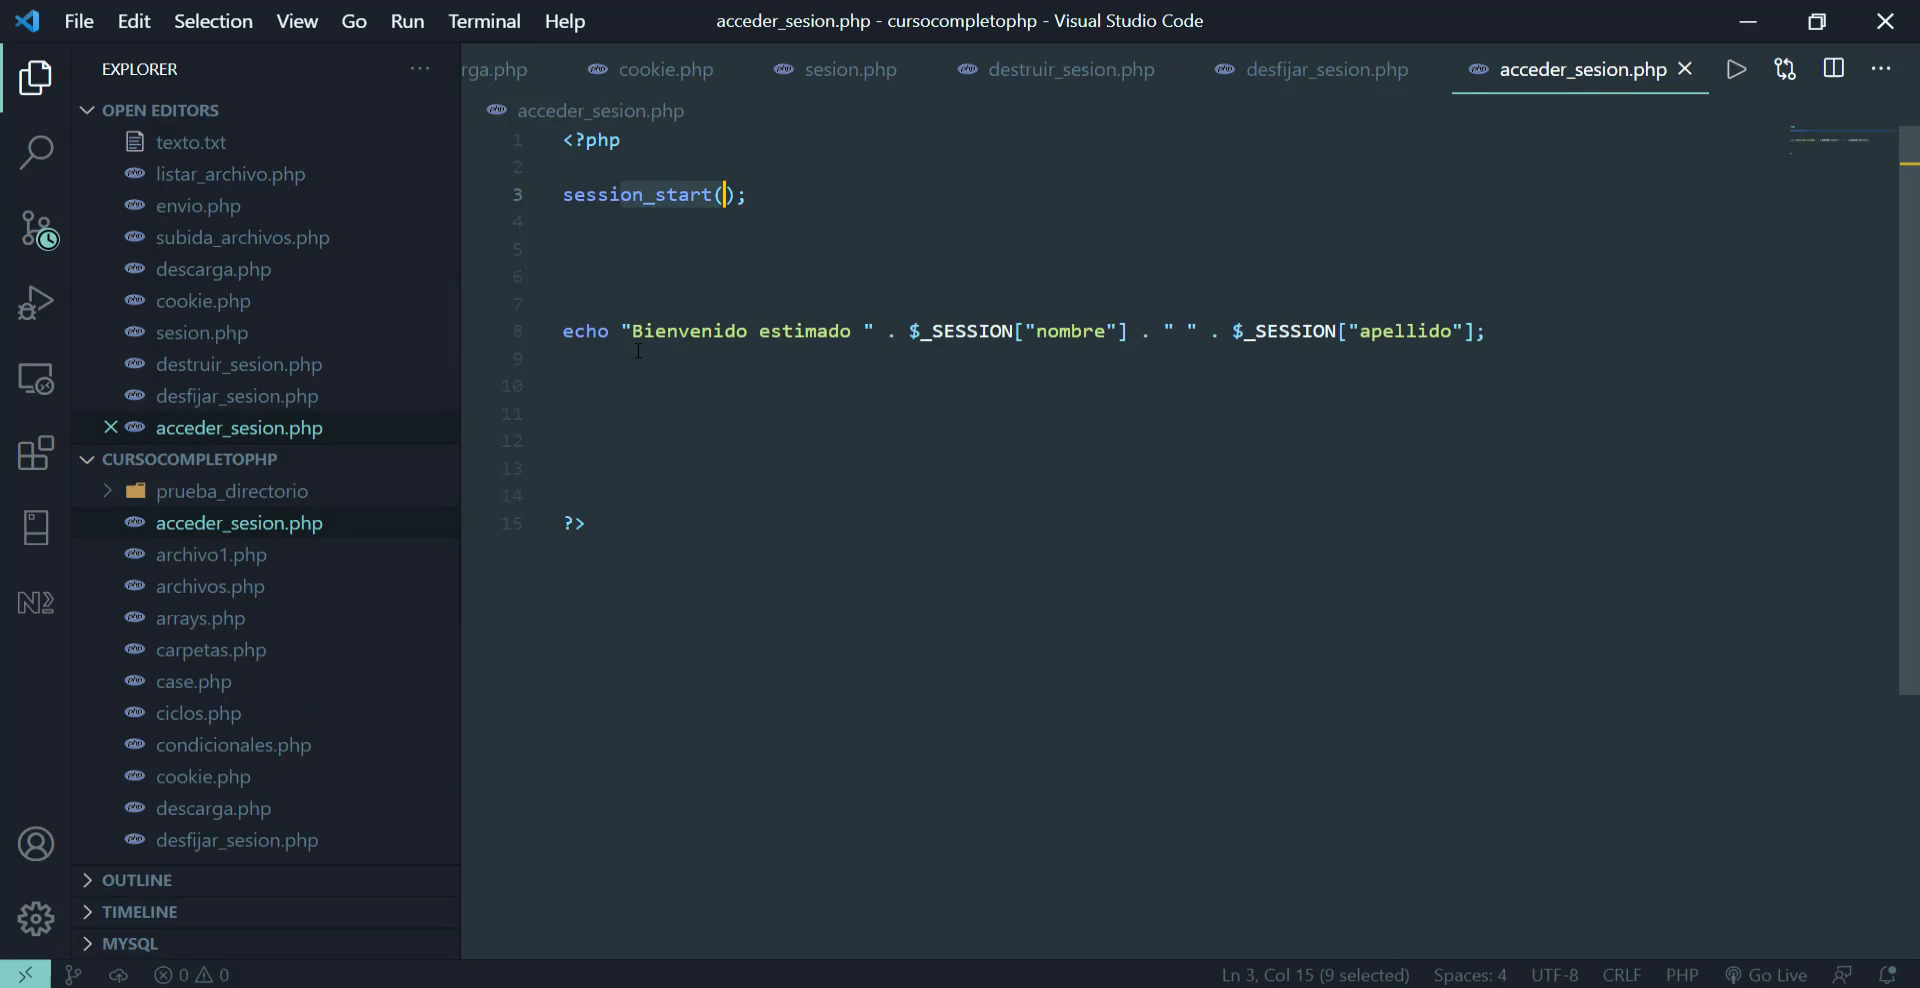 File Edit Selection View Go Run Terminal Help
acceder_sesion.php - cursocompletophp - Visual Studio Code
EXPLORER
OPEN EDITORS
texto.txt
listar_archivo.php
envio.php
subida_archivos.php
descarga.php
cookie.php
sesion.php
destruir_sesion.php
desfijar_sesion.php
acceder_sesion.php
CURSOCOMPLETOPHP
prueba_directorio
acceder_sesion.php
archivo1.php
archivos.php
arrays.php
carpetas.php
case.php
ciclos.php
condicionales.php
cookie.php
descarga.php
desfijar_sesion.php
OUTLINE
TIMELINE
MYSQL
rga.php cookie.php sesion.php destruir_sesion.php desfijar_sesion.php acceder_sesion.php
acceder_sesion.php
1 <?php
2
3 session_start();
4
5
6
7
8 echo "Bienvenido estimado " . $_SESSION["nombre"] . " " . $_SESSION["apellido"];
9
10
11
12
13
14
15 ?>
0 0 Ln 3, Col 15 (9 selected) Spaces: 4 UTF-8 CRLF PHP Go Live